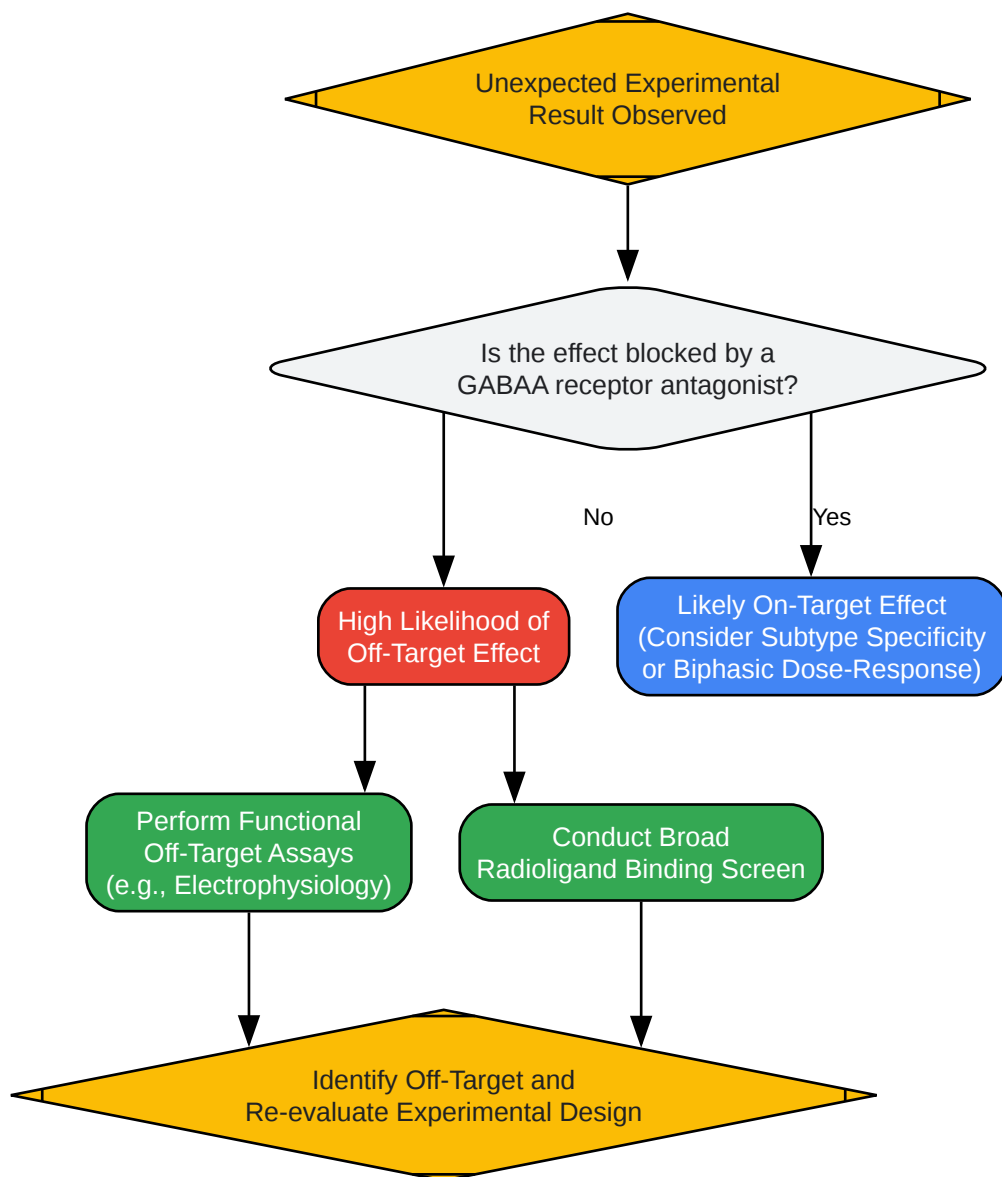 Unexpected Experimental
Result Observed
Is the effect blocked by a
GABAA receptor antagonist?
No
Yes
High Likelihood of
Off-Target Effect
Likely On-Target Effect
(Consider Subtype Specificity
or Biphasic Dose-Response)
Perform Functional
Off-Target Assays
(e.g., Electrophysiology)
Conduct Broad
Radioligand Binding Screen
Identify Off-Target and
Re-evaluate Experimental Design